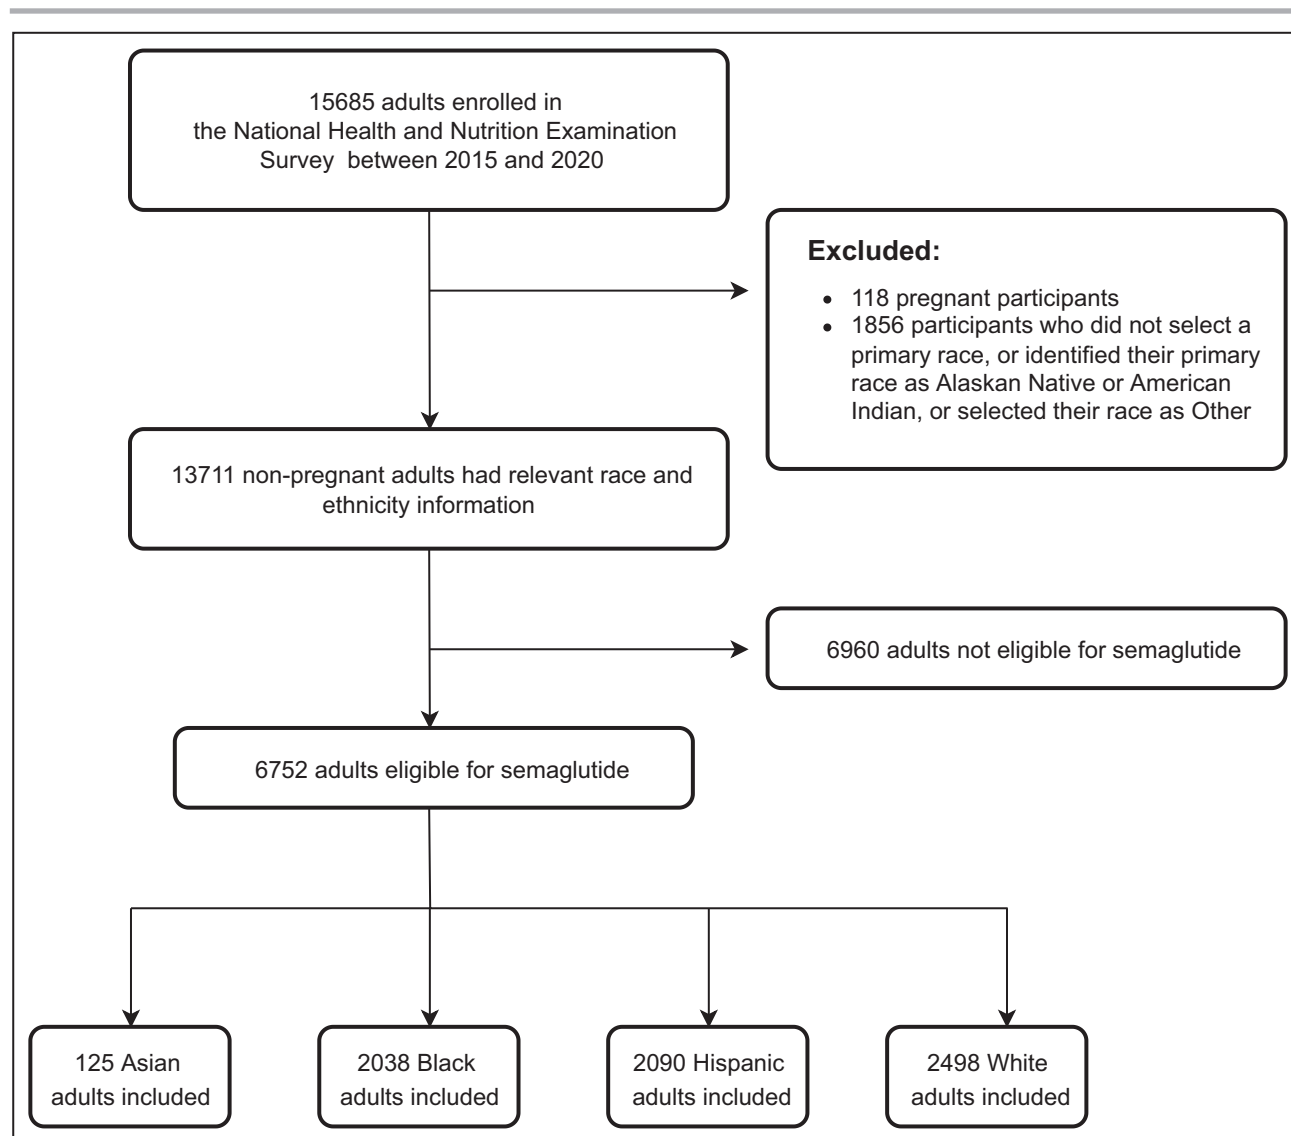 15685 adults enrolled in
the National Health and Nutrition Examination
Survey between 2015 and 2020
Excluded:
• 118 pregnant participants
• 1856 participants who did not select a
primary race, or identified their primary
race as Alaskan Native or American
Indian, or selected their race as Other
13711 non-pregnant adults had relevant race and
ethnicity information
6960 adults not eligible for semaglutide
6752 adults eligible for semaglutide
125 Asian
adults included
2038 Black
adults included
2090 Hispanic
adults included
2498 White
adults included